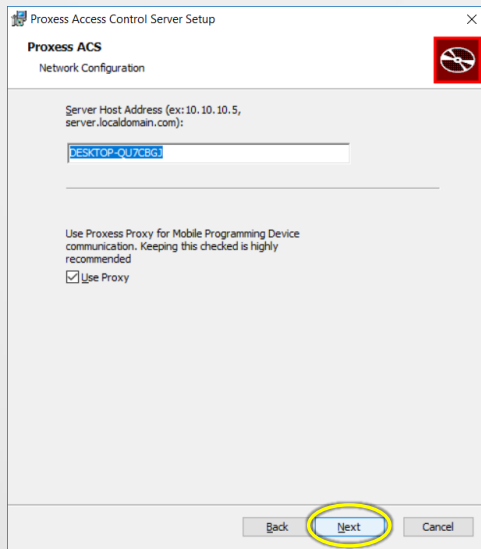 Proxess Access Control Server Setup
Proxess ACS
Network Configuration
Server Host Address (ex:10.10.10.5,
server.localdomain.com):
DESKTOP-QU7CBGJ
Use Proxess Proxy for Mobile Programming Device
communication. Keeping this checked is highly
recommended
Use Proxy
Back Next Cancel